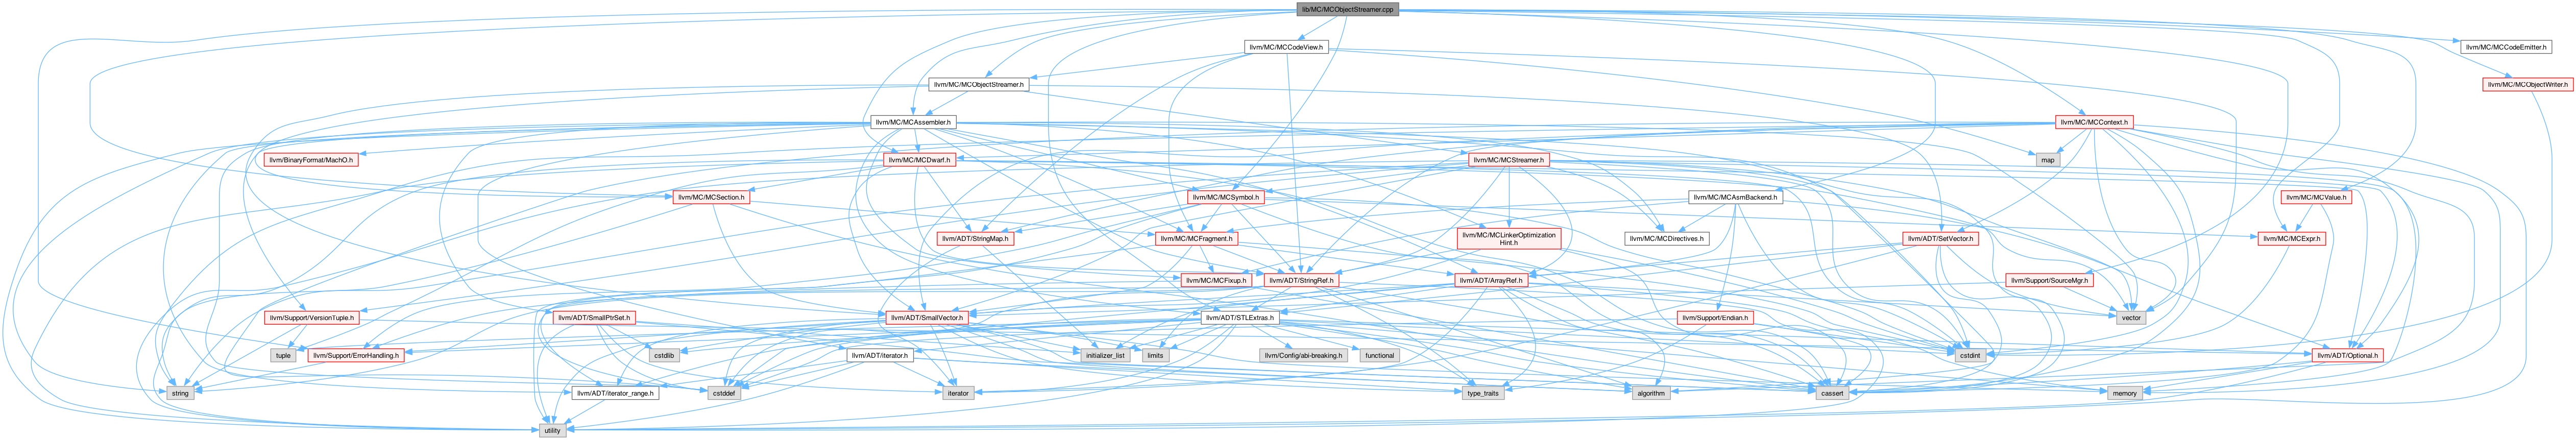 lib/MC/MCObjectStreamer.cpp
llvm/MC/MCCodeView.h
llvm/MC/MCCodeEmitter.h
llvm/MC/MCObjectStreamer.h
llvm/MC/MCObjectWriter.h
llvm/MC/MCAssembler.h
llvm/MC/MCContext.h
llvm/BinaryFormat/MachO.h
llvm/MC/MCDwarf.h
llvm/MC/MCStreamer.h
map
llvm/MC/MCSection.h
llvm/MC/MCSymbol.h
llvm/MC/MCAsmBackend.h
llvm/MC/MCValue.h
llvm/ADT/StringMap.h
llvm/MC/MCFragment.h
llvm/MC/MCLinkerOptimization
Hint.h
llvm/MC/MCDirectives.h
llvm/ADT/SetVector.h
llvm/MC/MCExpr.h
llvm/MC/MCFixup.h
llvm/ADT/StringRef.h
llvm/ADT/ArrayRef.h
llvm/Support/SourceMgr.h
llvm/Support/VersionTuple.h
llvm/ADT/SmallPtrSet.h
llvm/ADT/SmallVector.h
llvm/ADT/STLExtras.h
llvm/Support/Endian.h
vector
tuple
llvm/Support/ErrorHandling.h
cstdlib
llvm/ADT/iterator.h
initializer_list
limits
llvm/Config/abi-breaking.h
functional
cstdint
llvm/ADT/Optional.h
string
llvm/ADT/iterator_range.h
cstddef
iterator
type_traits
algorithm
cassert
memory
utility